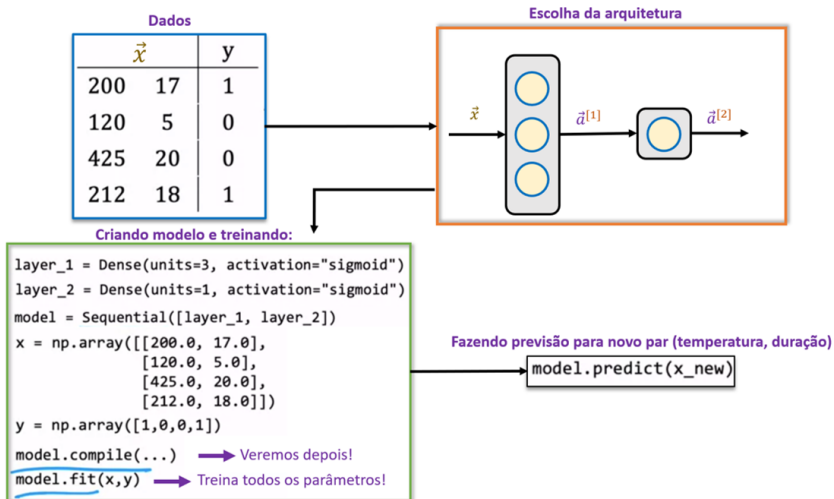 Dados
x⃗ y
200 17 1
120 5 0
425 20 0
212 18 1
Escolha da arquitetura
x⃗ a⃗[1] a⃗[2]
Criando modelo e treinando:
layer_1 = Dense(units=3, activation="sigmoid")
layer_2 = Dense(units=1, activation="sigmoid")
model = Sequential([layer_1, layer_2])
x = np.array([[200.0, 17.0],
[120.0, 5.0],
[425.0, 20.0],
[212.0, 18.0]])
y = np.array([1,0,0,1])
model.compile(...) Veremos depois!
model.fit(x,y) Treina todos os parâmetros!
Fazendo previsão para novo par (temperatura, duração)
model.predict(x_new)